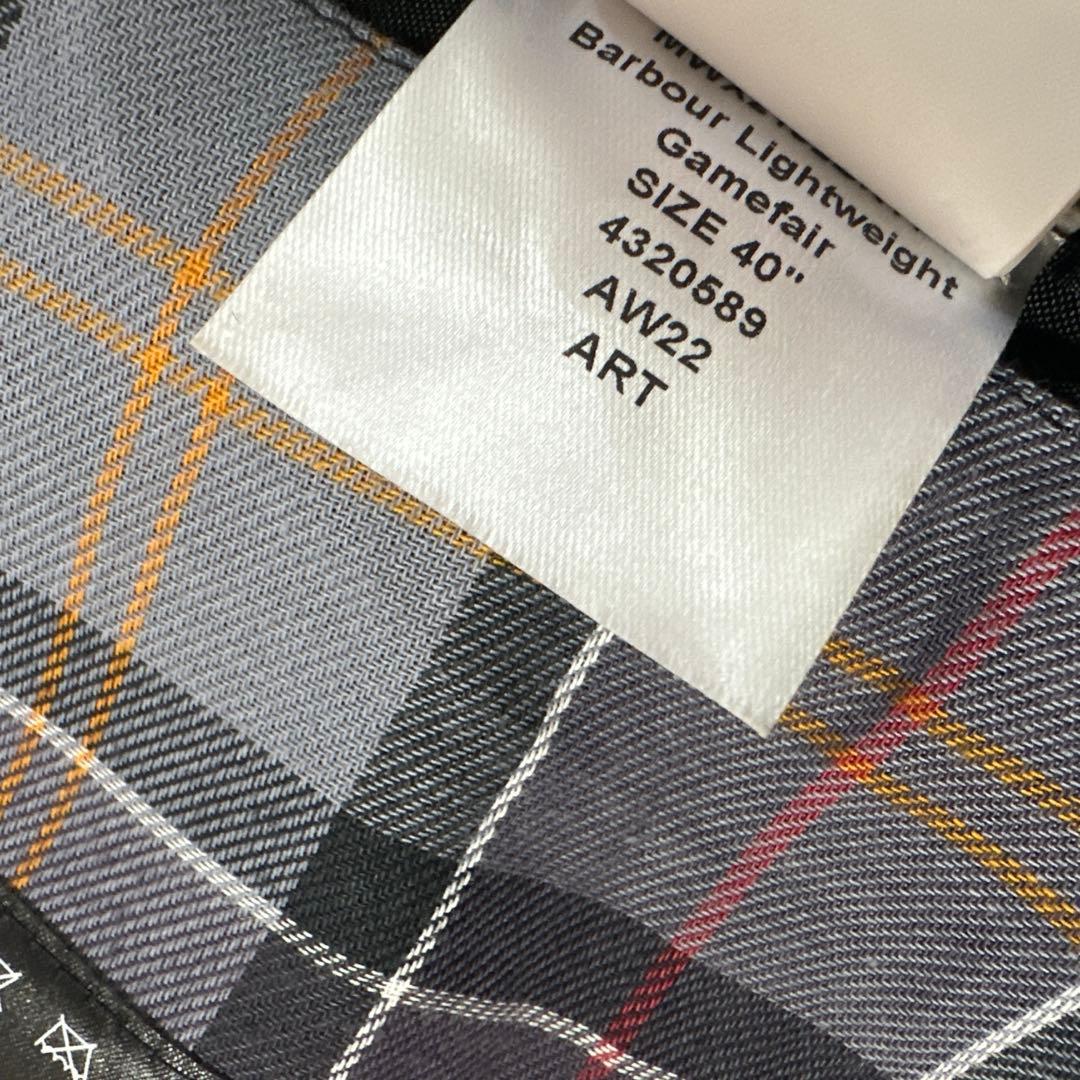 Barbour Lightweight
Gamefair
SIZE 40"
4320589
AW22
ART